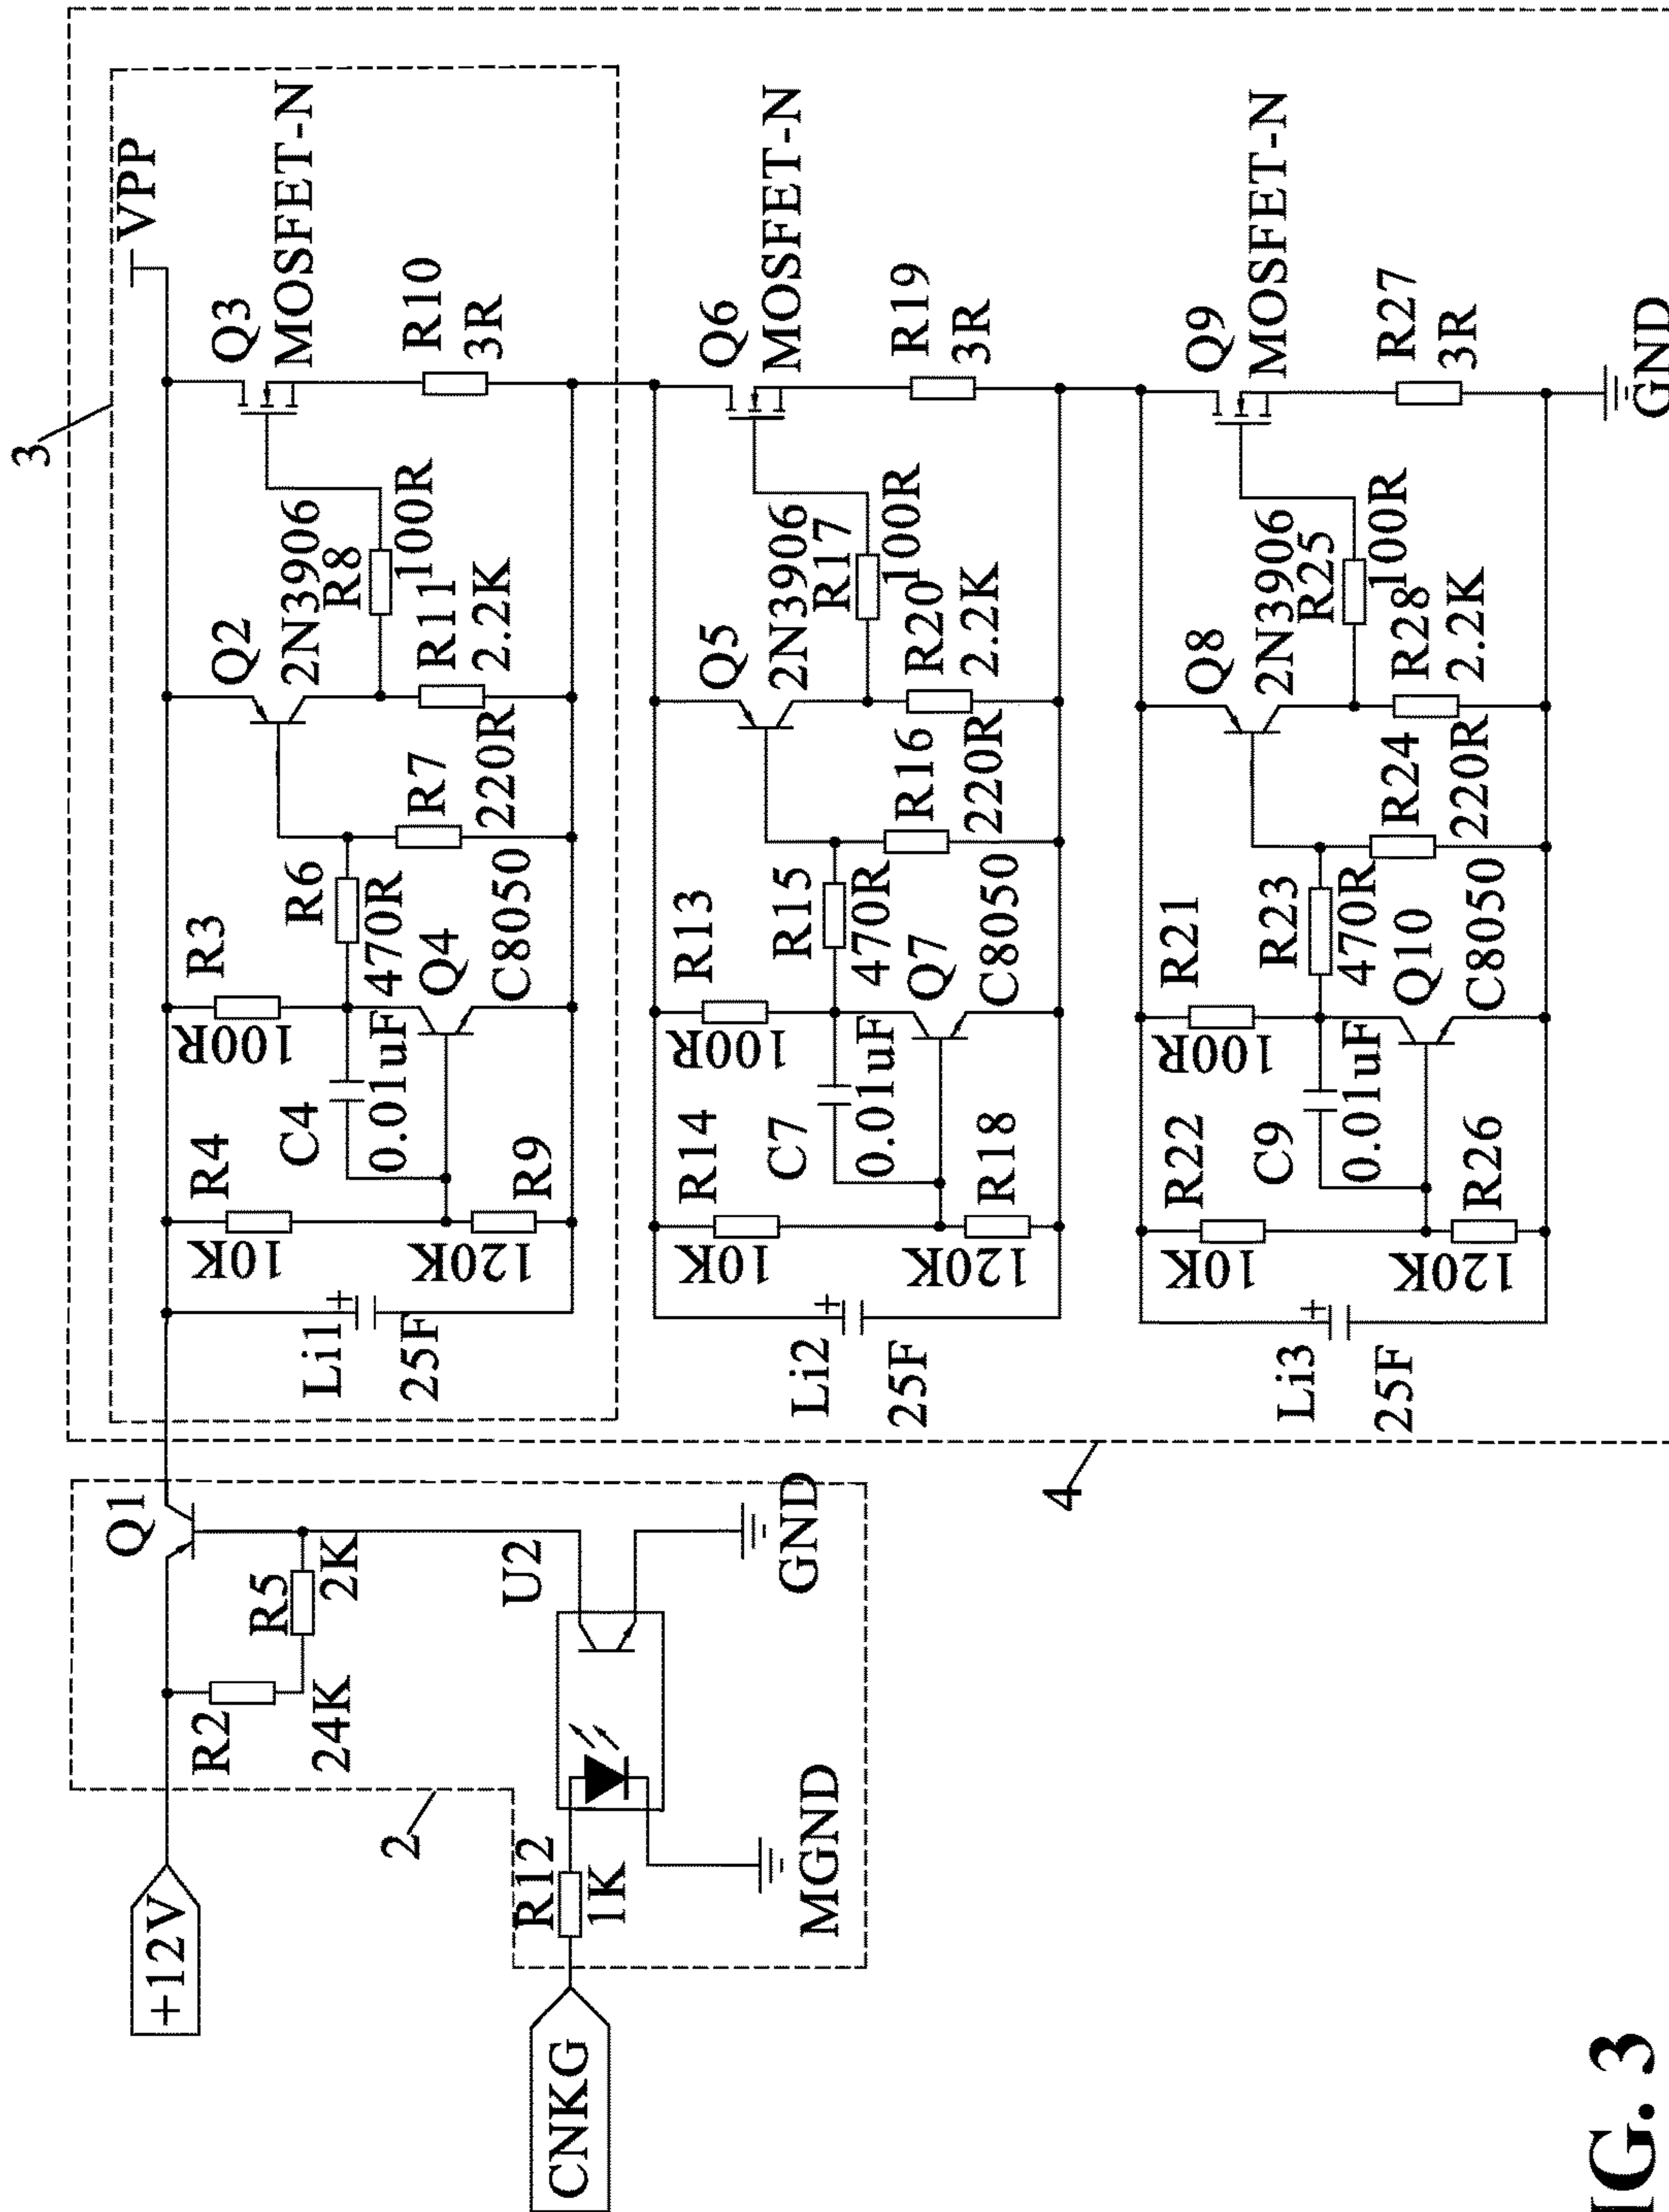 3
VPP
+12V
Q1
R2
24K
R5
2K
2
CNKG
R12
1K
U2
MGND
GND
4
Li1
25F
R4
10K
C4
0.01uF
R9
120K
R3
100R
R6
470R
Q4
C8050
R7
220R
Q2
2N3906
R8
100R
R11
2.2K
Q3
MOSFET-N
R10
3R
Li2
25F
R14
10K
C7
0.01uF
R18
120K
R13
100R
R15
470R
Q7
C8050
R16
220R
Q5
2N3906
R17
100R
R20
2.2K
Q6
MOSFET-N
R19
3R
Li3
25F
R22
10K
C9
0.01uF
R26
120K
R21
100R
R23
470R
Q10
C8050
R24
220R
Q8
2N3906
R25
100R
R28
2.2K
Q9
MOSFET-N
R27
3R
GND
IG. 3